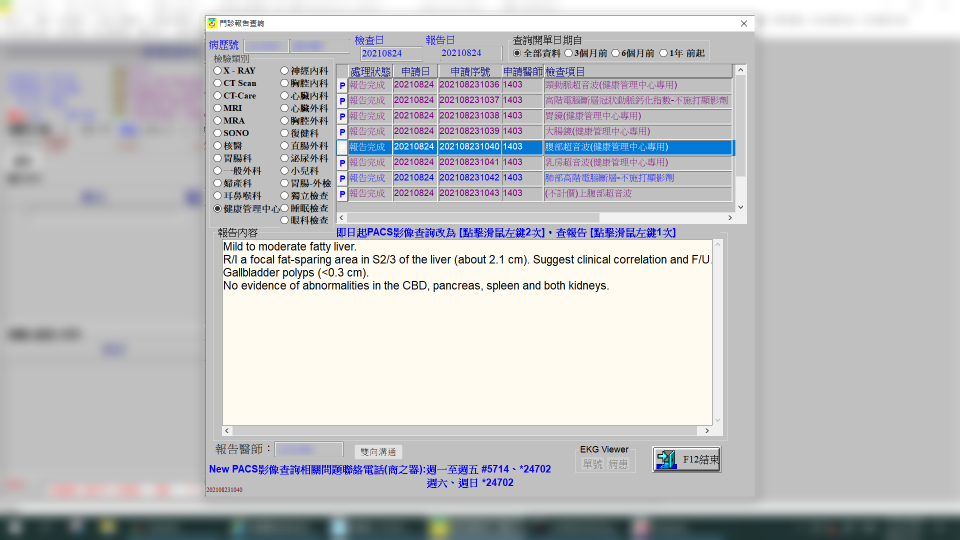 門診報告查詢
病歷號
檢查日
報告日
20210824
20210824
查詢開單日期自
全部資料 3個月前 6個月前 1年 前起
檢驗類別
X - RAY 神經內科
CT Scan 胸腔內科
CT-Care 心臟內科
MRI 心臟外科
MRA 胸腔外科
SONO 復健科
核醫 直腸外科
胃腸科 泌尿外科
一般外科 小兒科
婦產科 胃腸-外檢
耳鼻喉科 獨立檢查
健康管理中心 睡眠檢查
眼科檢查
處理狀態 申請日 申請序號 申請醫師 檢查項目
P 報告完成 20210824 202108231036 1403 頸動脈超音波(健康管理中心專用)
P 報告完成 20210824 202108231037 1403 高階電腦斷層冠狀動脈鈣化指數-不施打顯影劑
P 報告完成 20210824 202108231038 1403 胃鏡(健康管理中心專用)
P 報告完成 20210824 202108231039 1403 大腸鏡(健康管理中心專用)
報告完成 20210824 202108231040 1403 腹部超音波(健康管理中心專用)
P 報告完成 20210824 202108231041 1403 乳房超音波(健康管理中心專用)
P 報告完成 20210824 202108231042 1403 肺部高階電腦斷層-不施打顯影劑
P 報告完成 20210824 202108231043 1403 (不計價)上腹部超音波
報告內容
即日起PACS影像查詢改為 [點擊滑鼠左鍵2次]，查報告 [點擊滑鼠左鍵1次]
Mild to moderate fatty liver.
R/I a focal fat-sparing area in S2/3 of the liver (about 2.1 cm). Suggest clinical correlation and F/U.
Gallbladder polyps (<0.3 cm).
No evidence of abnormalities in the CBD, pancreas, spleen and both kidneys.
報告醫師：
雙向溝通
EKG Viewer
單號 病患
F12結束
New PACS影像查詢相關問題聯絡電話(商之器):週一至週五 #5714、*24702
週六、週日 *24702
202108231040